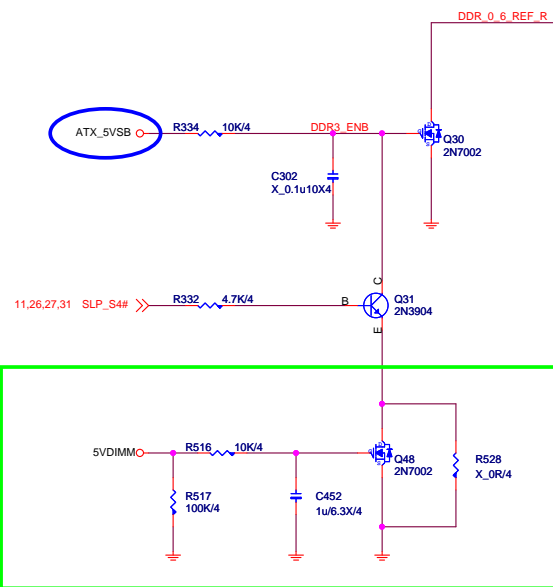 DDR_0_6_REF_R
ATX_5VSB
R334 10K/4
DDR3_ENB
Q30
2N7002
C302
X_0.1u10X4
11,26,27,31 SLP_S4#
R332 4.7K/4
B
C
E
Q31
2N3904
5VDIMM
R516 10K/4
R517
100K/4
C452
1u/6.3X/4
Q48
2N7002
R528
X_0R/4